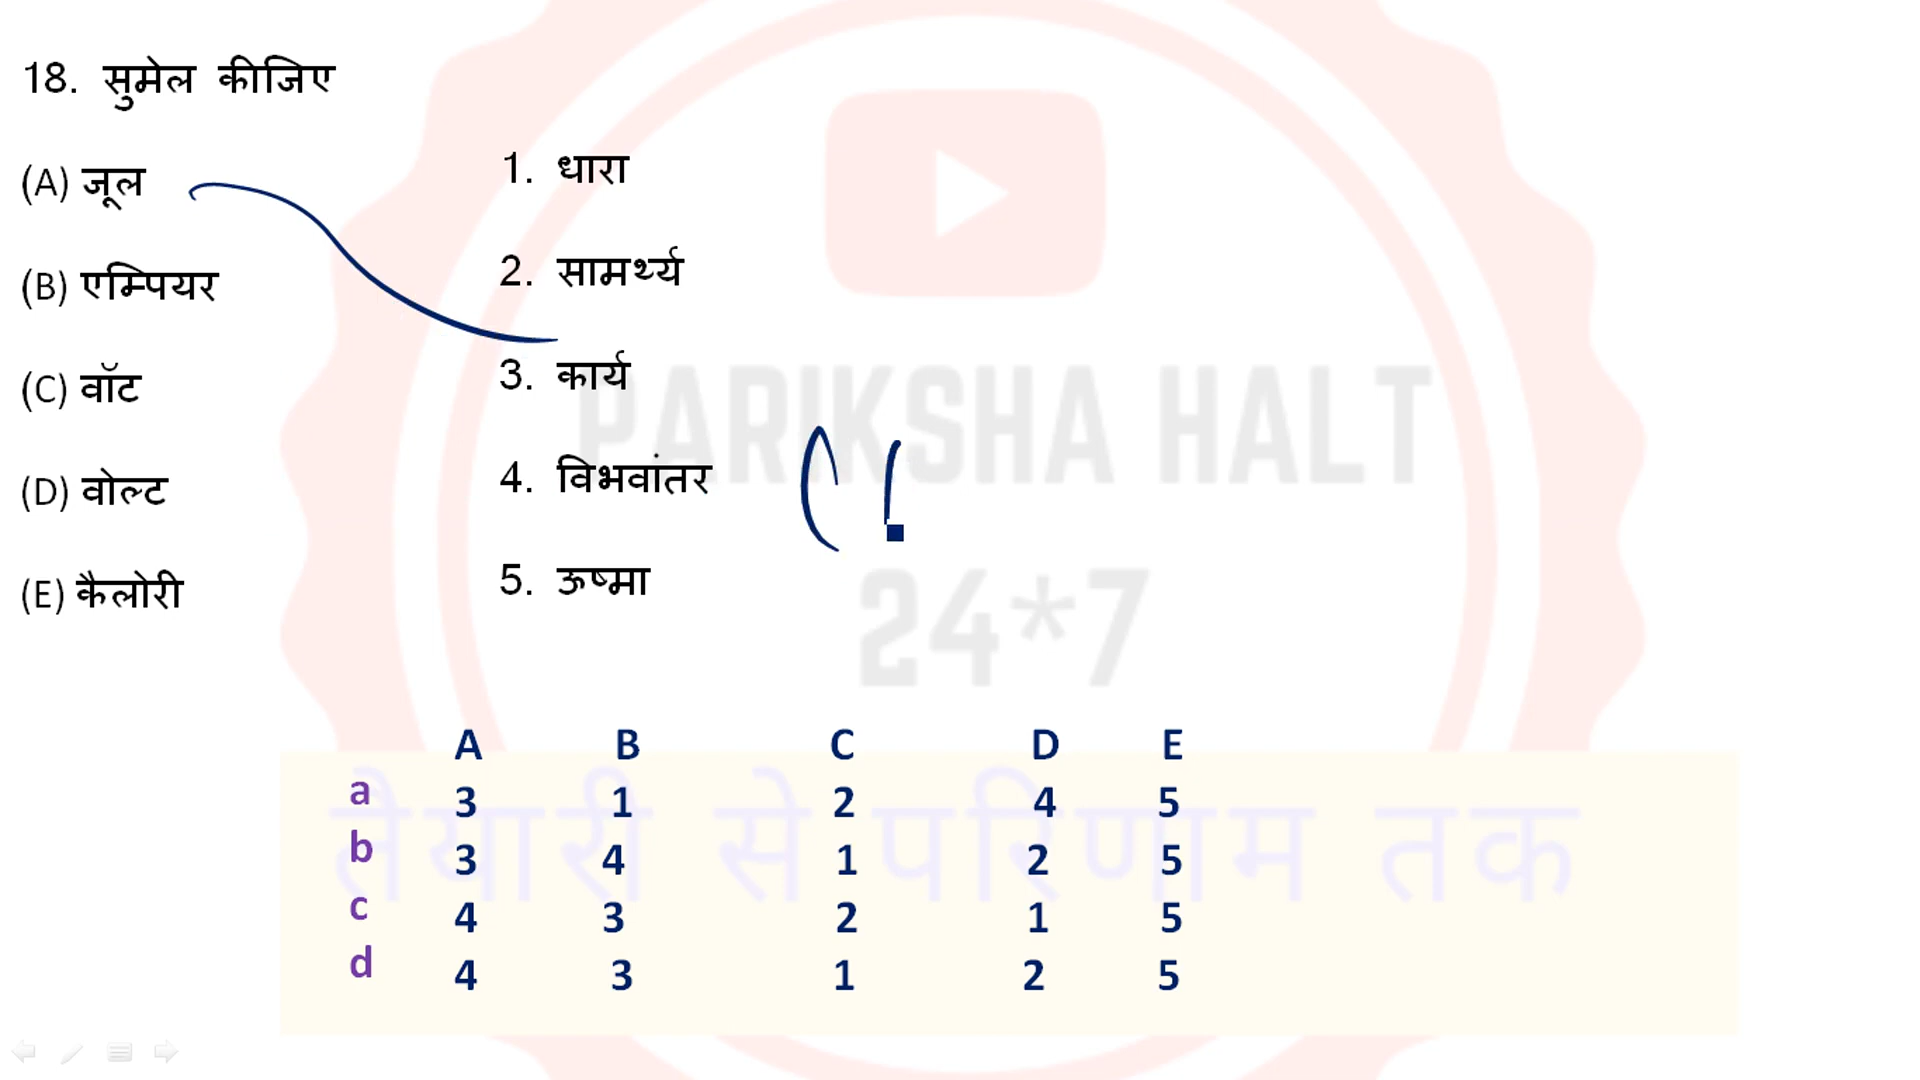 18. सुमेल कीजिए
(A) जूल
1. धारा
(B) एम्पियर
2. सामर्थ्य
(C) वॉट
3. कार्य
(D) वोल्ट
4. विभवांतर
(E) कैलोरी
5. ऊष्मा
PARIKSHA HALT
24*7
तैयारी से परिणाम तक
A B C D E
a 3 1 2 4 5
b 3 4 1 2 5
c 4 3 2 1 5
d 4 3 1 2 5